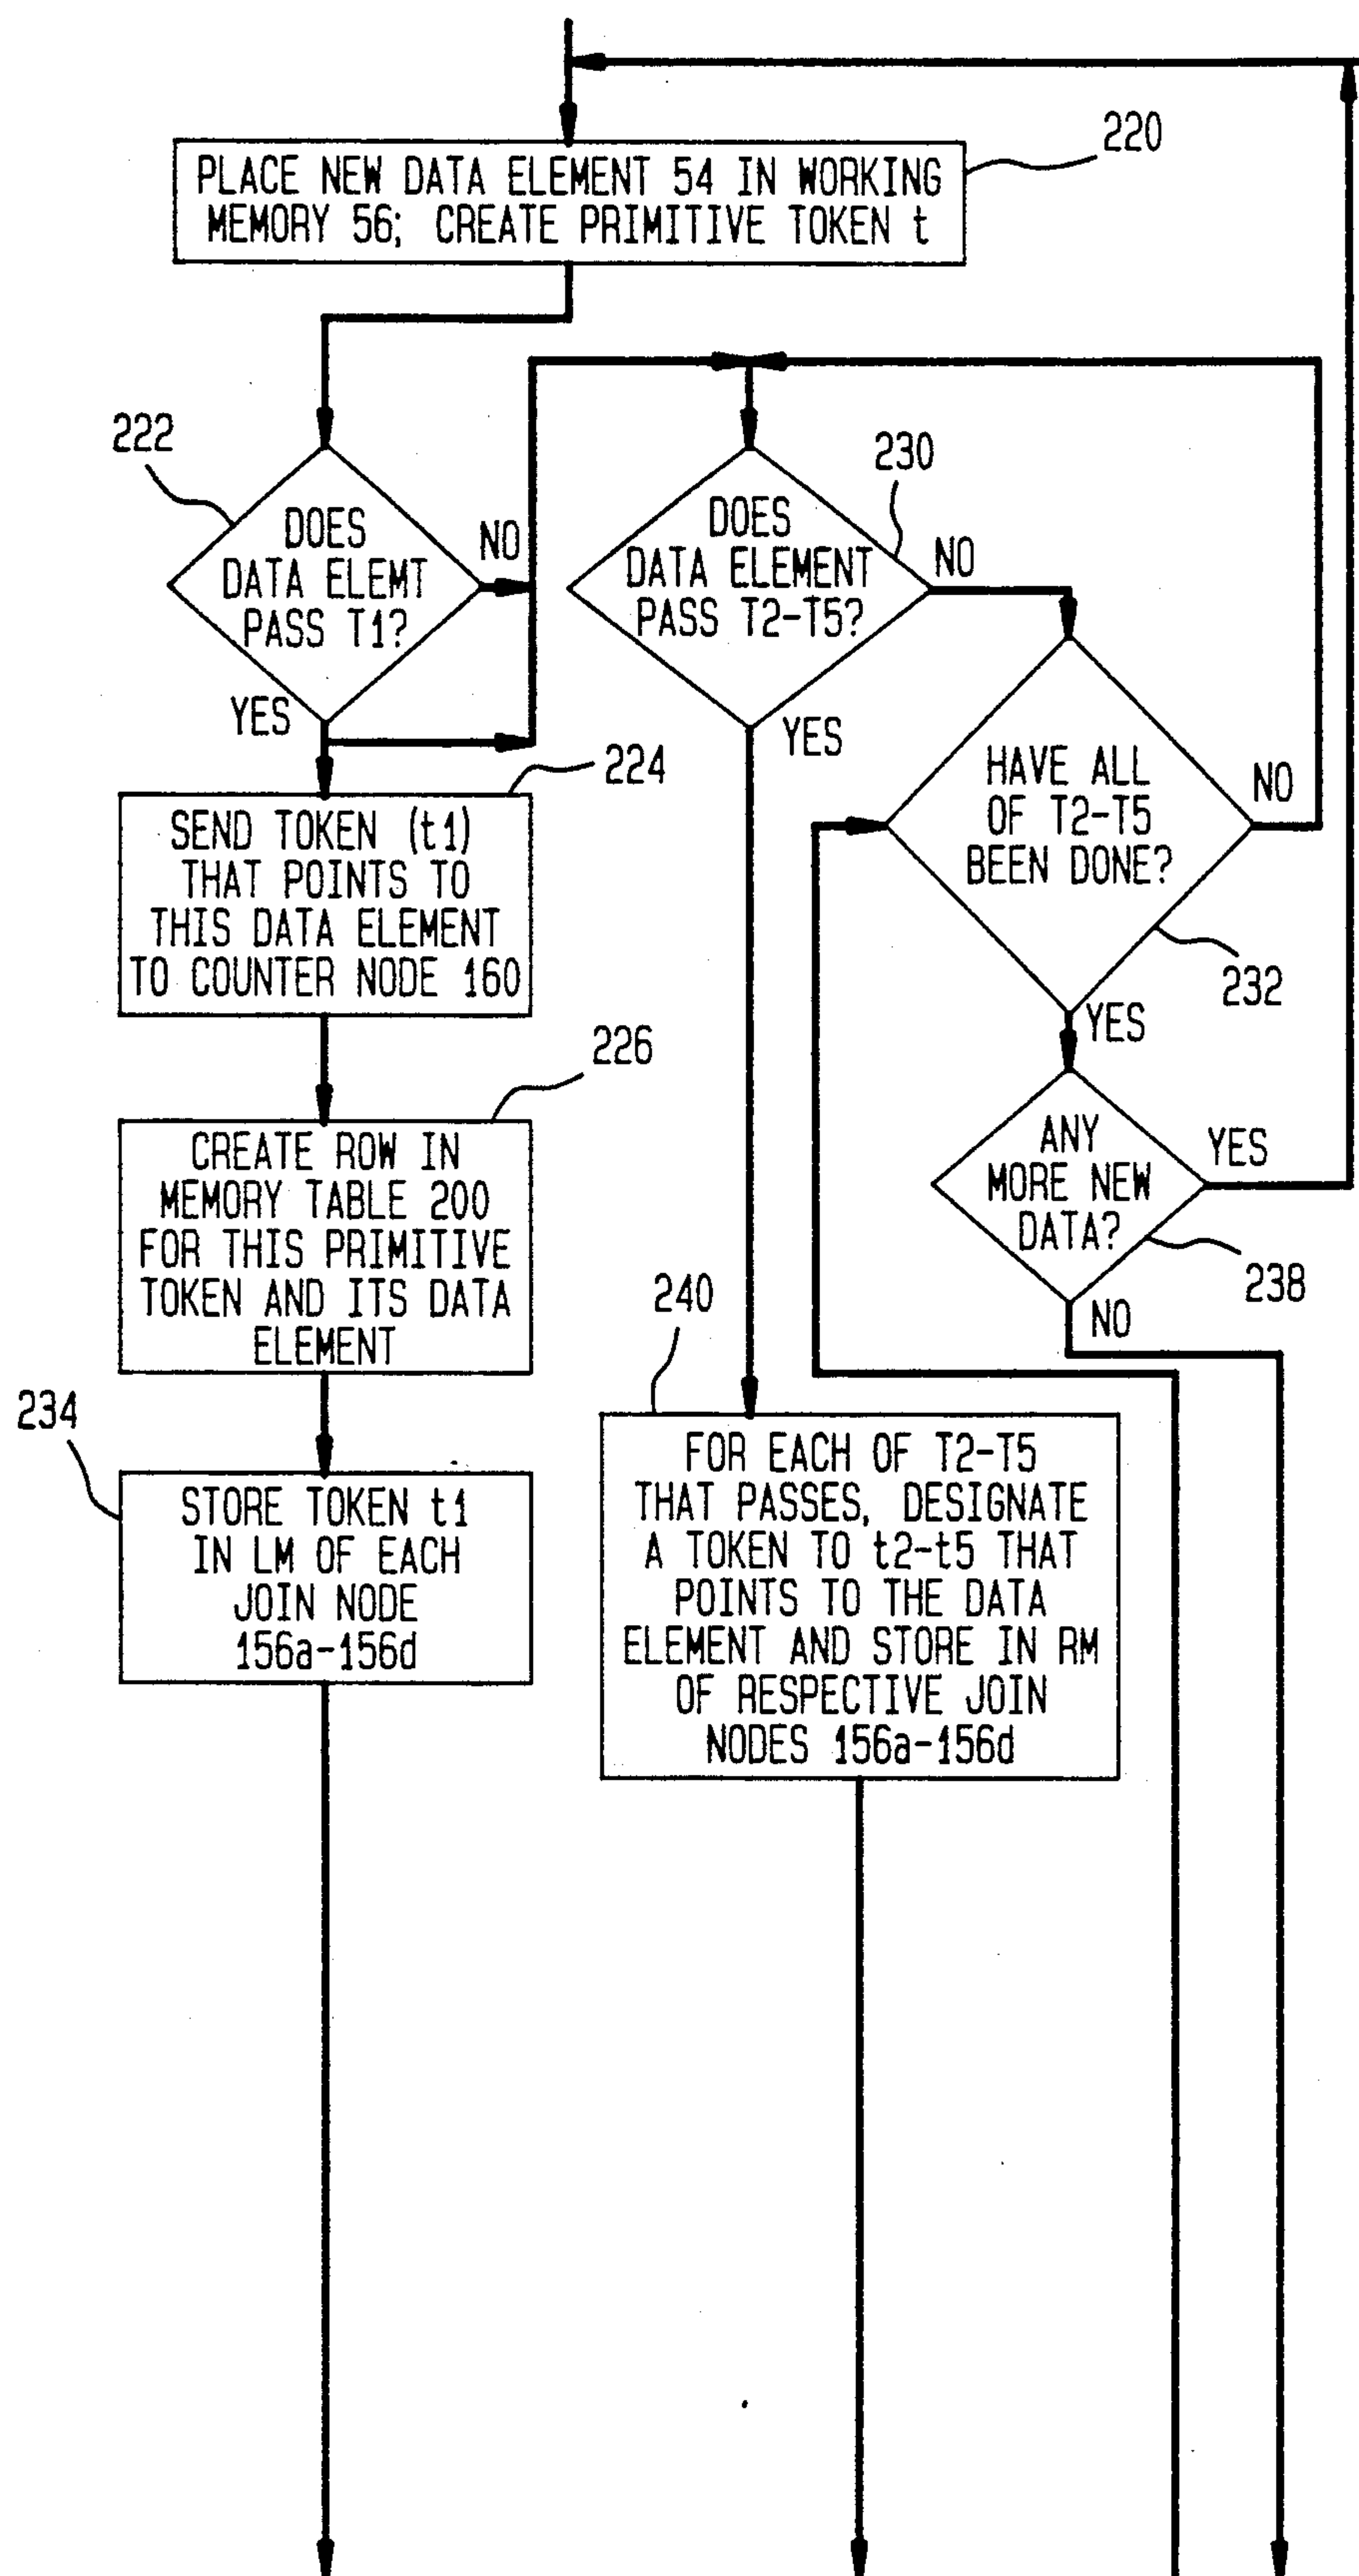 220
PLACE NEW DATA ELEMENT 54 IN WORKING
MEMORY 56; CREATE PRIMITIVE TOKEN t
222
DOES
DATA ELEMT
PASS T1?
NO
YES
230
DOES
DATA ELEMENT
PASS T2-T5?
NO
YES
HAVE ALL
OF T2-T5
BEEN DONE?
NO
232
YES
224
SEND TOKEN (t1)
THAT POINTS TO
THIS DATA ELEMENT
TO COUNTER NODE 160
226
CREATE ROW IN
MEMORY TABLE 200
FOR THIS PRIMITIVE
TOKEN AND ITS DATA
ELEMENT
ANY
MORE NEW
DATA?
YES
238
NO
234
STORE TOKEN t1
IN LM OF EACH
JOIN NODE
156a-156d
240
FOR EACH OF T2-T5
THAT PASSES, DESIGNATE
A TOKEN TO t2-t5 THAT
POINTS TO THE DATA
ELEMENT AND STORE IN RM
OF RESPECTIVE JOIN
NODES 156a-156d